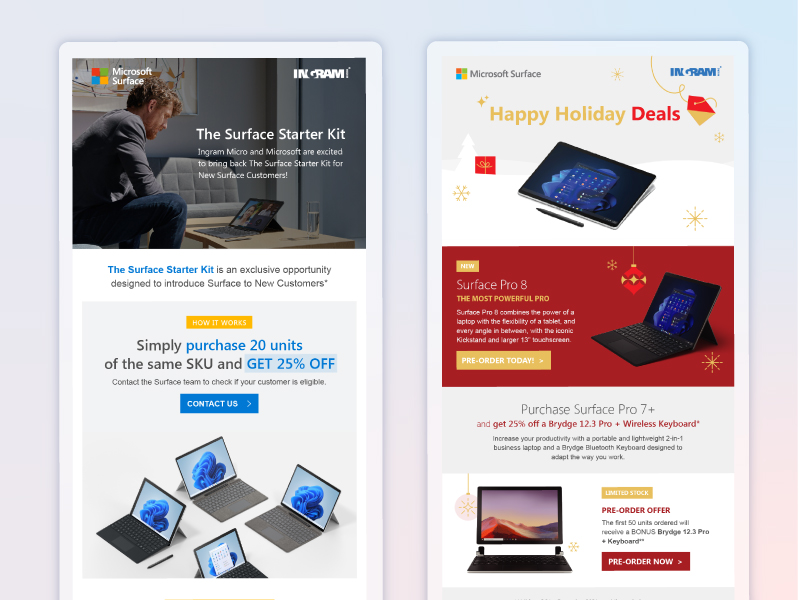 Microsoft
Surface
INGRAM
The Surface Starter Kit
Ingram Micro and Microsoft are excited
to bring back The Surface Starter Kit for
New Surface Customers!
The Surface Starter Kit is an exclusive opportunity
designed to introduce Surface to New Customers*
HOW IT WORKS
Simply purchase 20 units
of the same SKU and GET 25% OFF
Contact the Surface team to check if your customer is eligible.
CONTACT US >
Microsoft Surface
INGRAM
Happy Holiday Deals
NEW
Surface Pro 8
THE MOST POWERFUL PRO
Surface Pro 8 combines the power of a
laptop with the flexibility of a tablet, and
every angle in between, with the iconic
Kickstand and larger 13" touchscreen.
PRE-ORDER TODAY! >
Purchase Surface Pro 7+
and get 25% off a Brydge 12.3 Pro + Wireless Keyboard*
Increase your productivity with a portable and lightweight 2-in-1
business laptop and a Brydge Bluetooth Keyboard designed to
adapt the way you work.
LIMITED STOCK
PRE-ORDER OFFER
The first 50 units ordered will
receive a BONUS Brydge 12.3 Pro
+ Keyboard**
PRE-ORDER NOW >